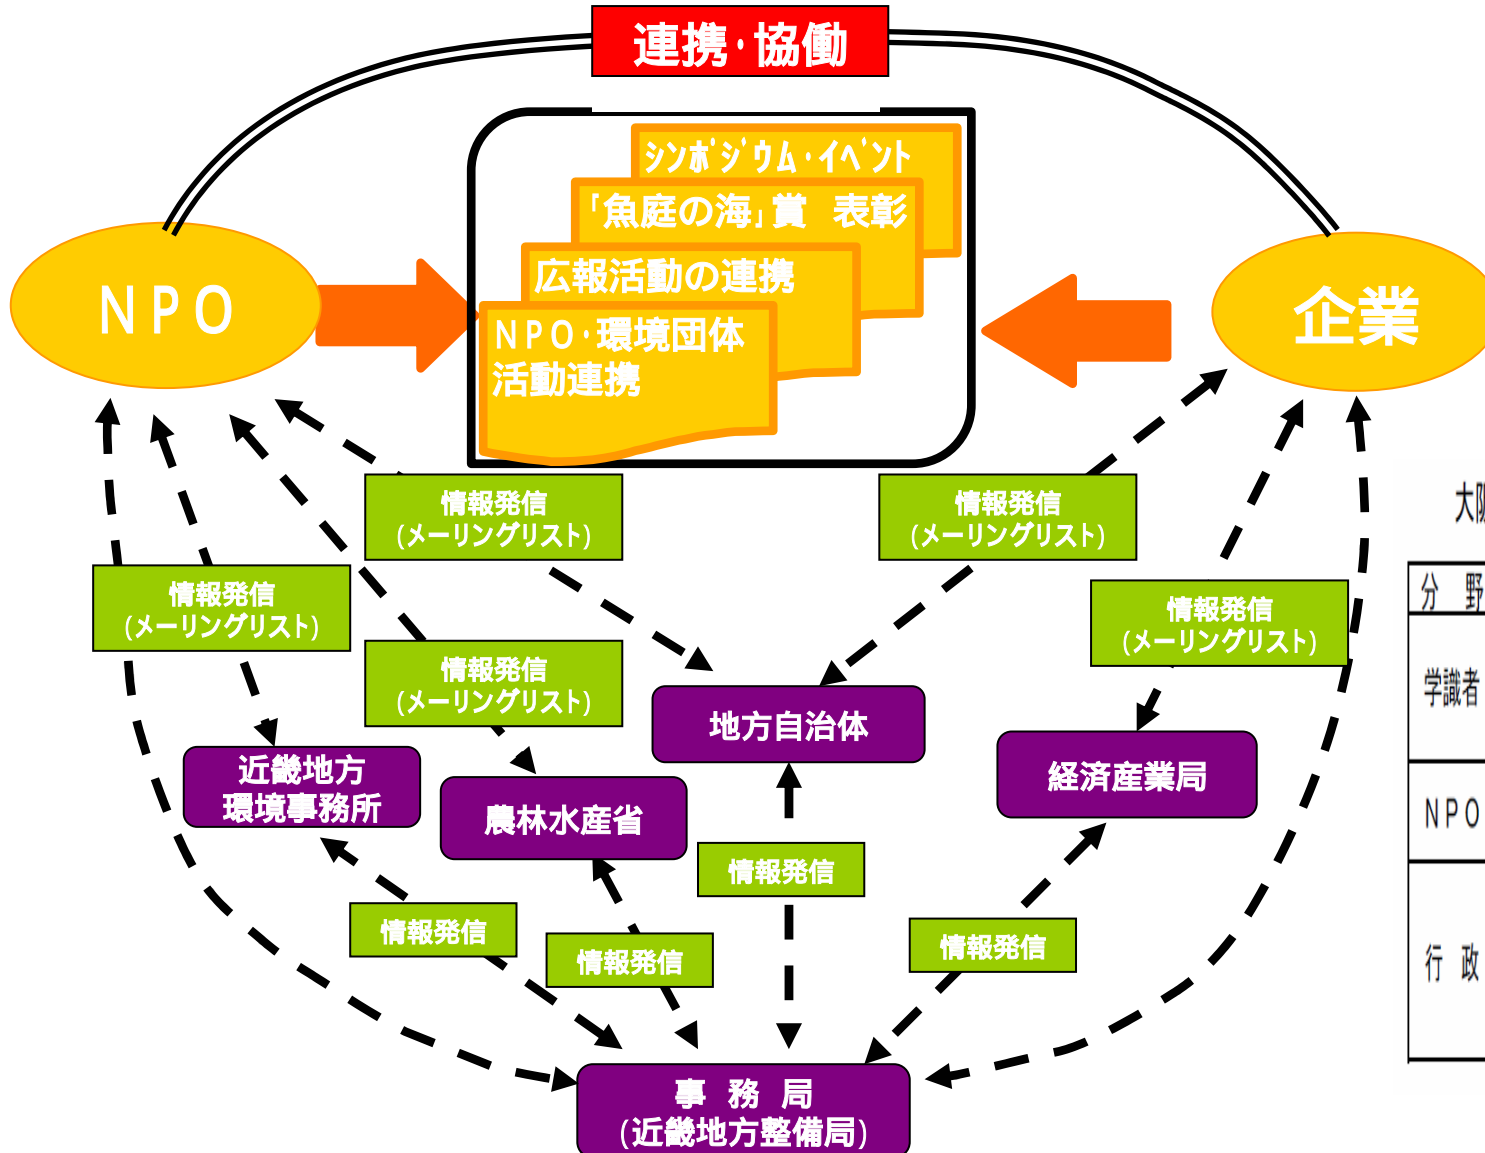 連携・協働
シンポジウム・イベント
「魚庭の海」賞　表彰
広報活動の連携
ＮＰＯ・環境団体
活動連携
ＮＰＯ
企業
情報発信
(メーリングリスト)
情報発信
(メーリングリスト)
情報発信
(メーリングリスト)
情報発信
(メーリングリスト)
情報発信
(メーリングリスト)
地方自治体
近畿地方
環境事務所
農林水産省
経済産業局
情報発信
情報発信
情報発信
情報発信
事　務　局
(近畿地方整備局)
大阪
分　野
学識者
ＮＰＯ
行　政